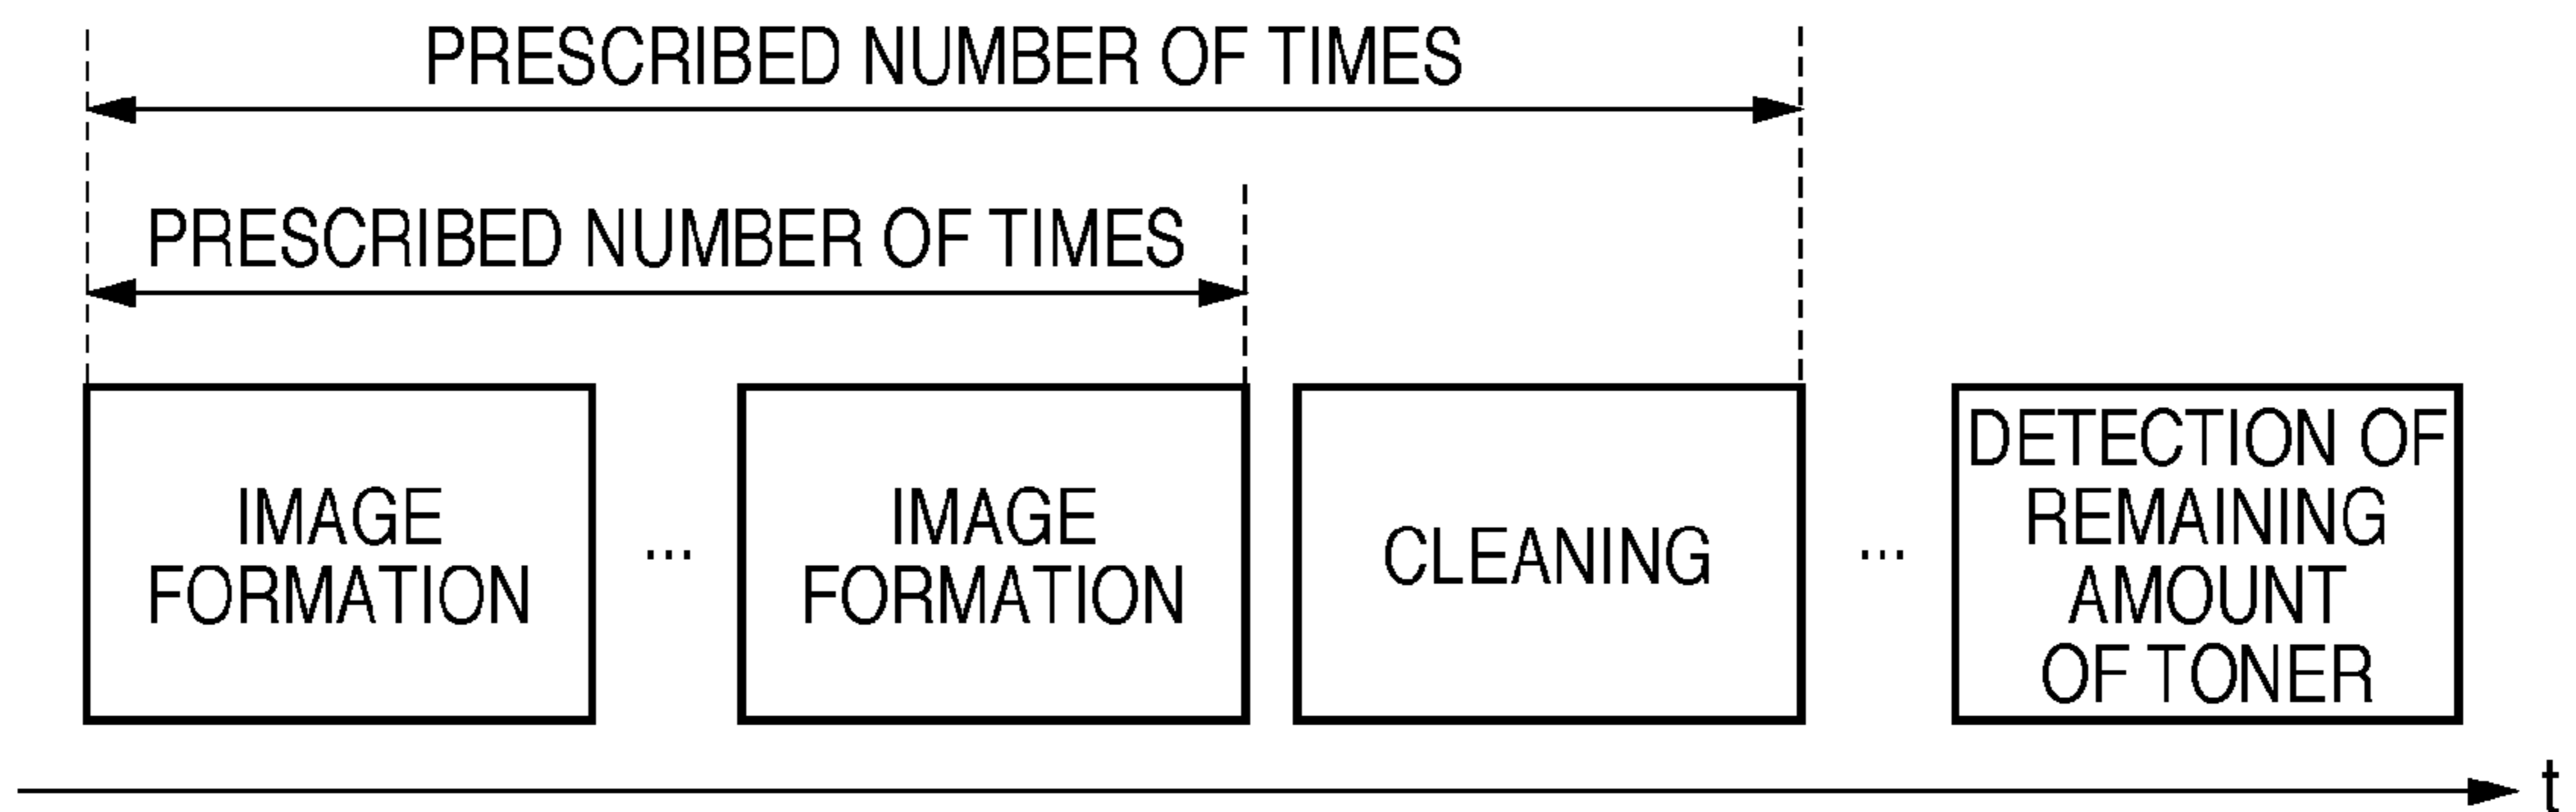 PRESCRIBED NUMBER OF TIMES
PRESCRIBED NUMBER OF TIMES
IMAGE
FORMATION
...
IMAGE
FORMATION
CLEANING
...
DETECTION OF
REMAINING
AMOUNT
OF TONER
t